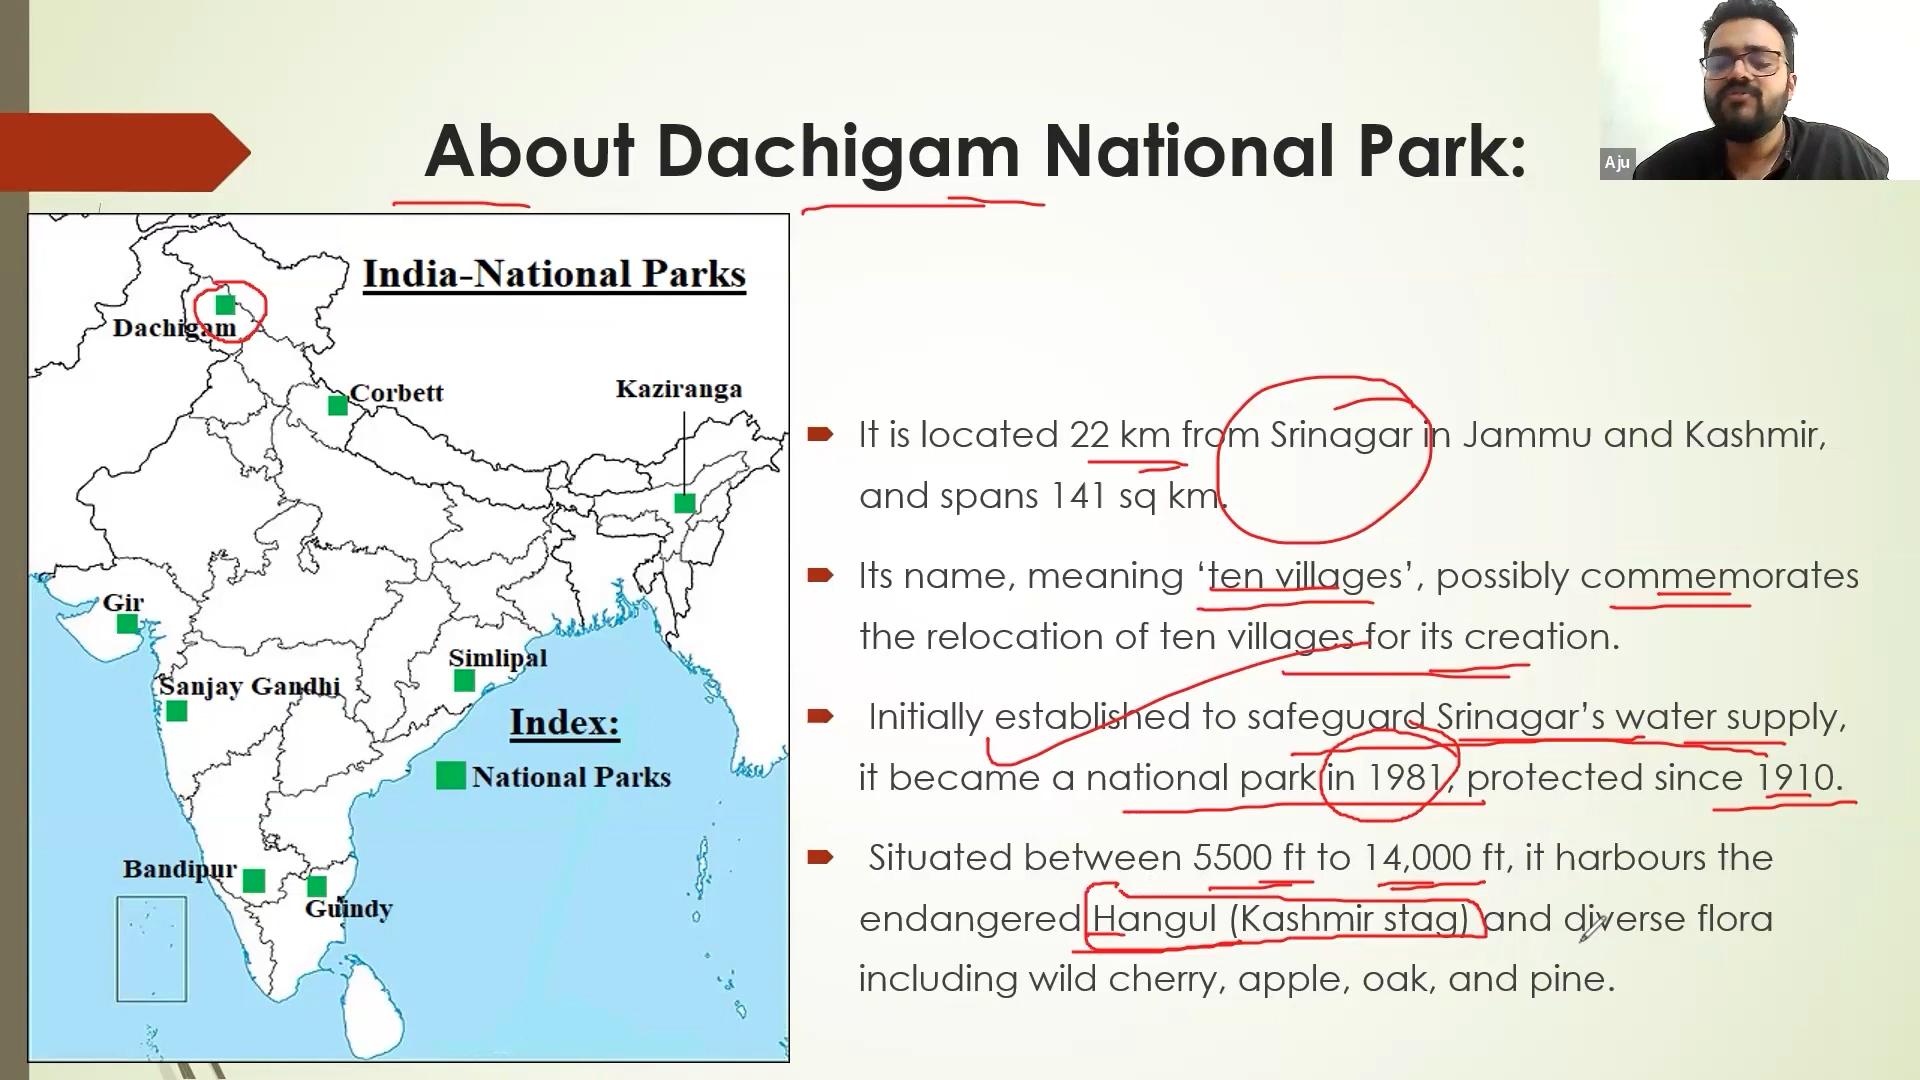 Aju
About Dachigam National Park:
India-National Parks
Dachigam
Corbett
Kaziranga
Gir
Simlipal
Sanjay Gandhi
Index:
National Parks
Bandipur
Guindy
It is located 22 km from Srinagar in Jammu and Kashmir,
and spans 141 sq km.
Its name, meaning ‘ten villages’, possibly commemorates
the relocation of ten villages for its creation.
Initially established to safeguard Srinagar’s water supply,
it became a national park in 1981, protected since 1910.
Situated between 5500 ft to 14,000 ft, it harbours the
endangered Hangul (Kashmir stag) and diverse flora
including wild cherry, apple, oak, and pine.